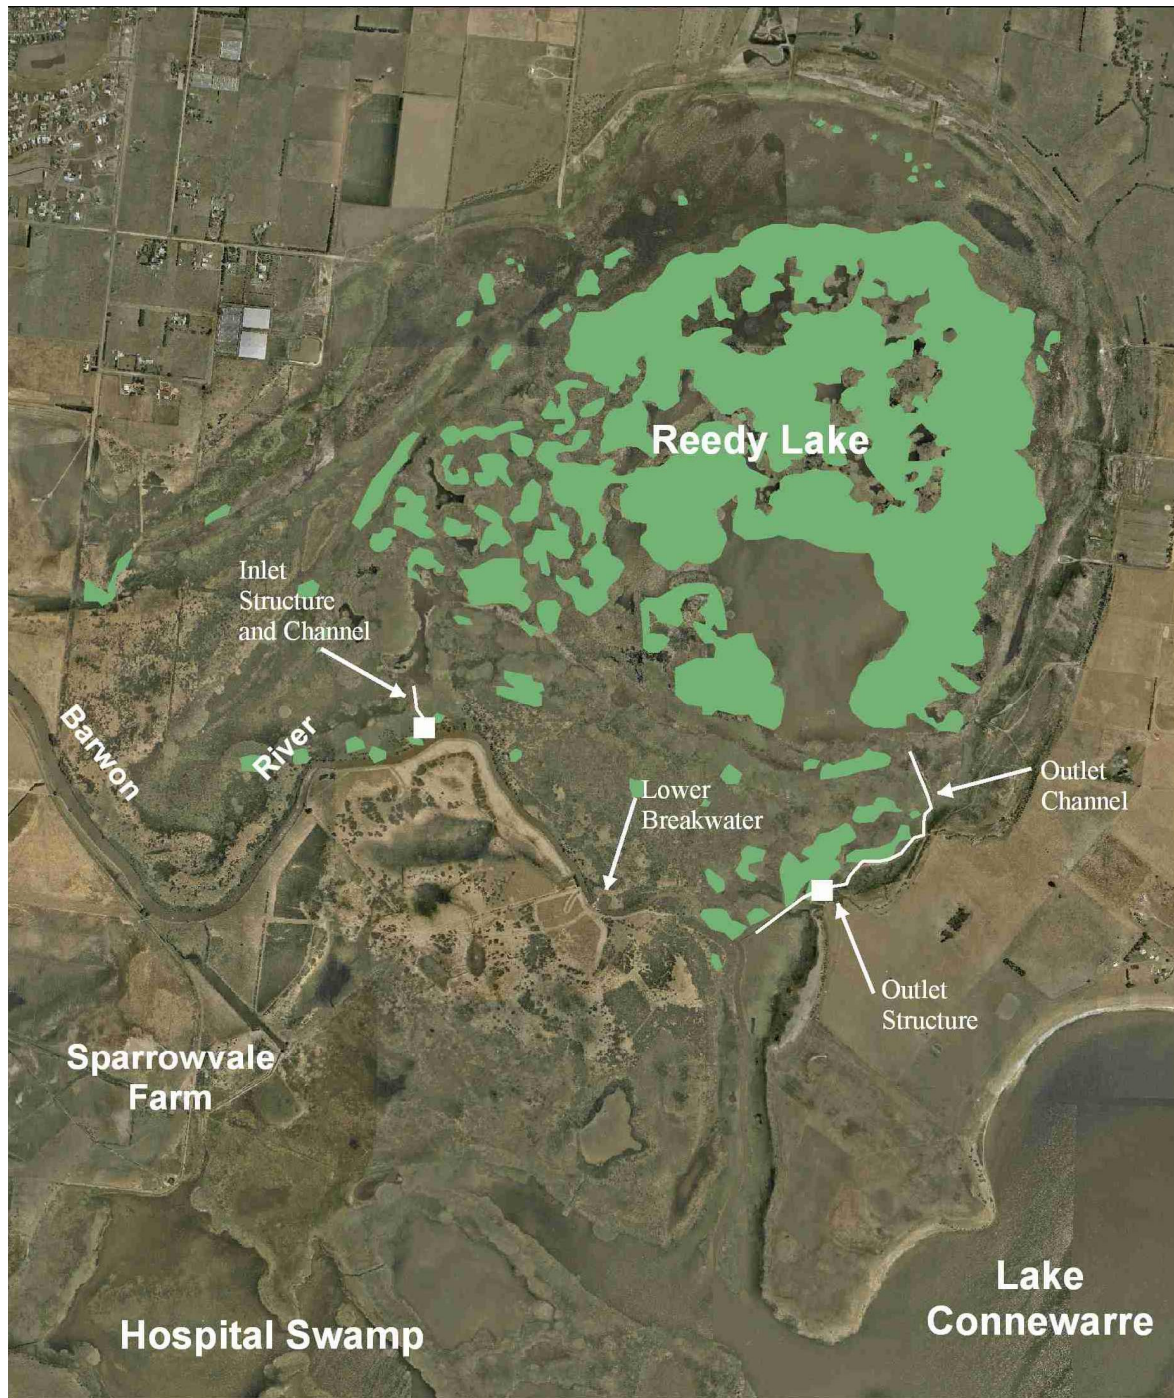 Reedy Lake
Inlet
Structure
and Channel
Barwon
River
Lower
Breakwater
Outlet
Channel
Outlet
Structure
Sparrowvale
Farm
Hospital Swamp
Lake
Connewarre